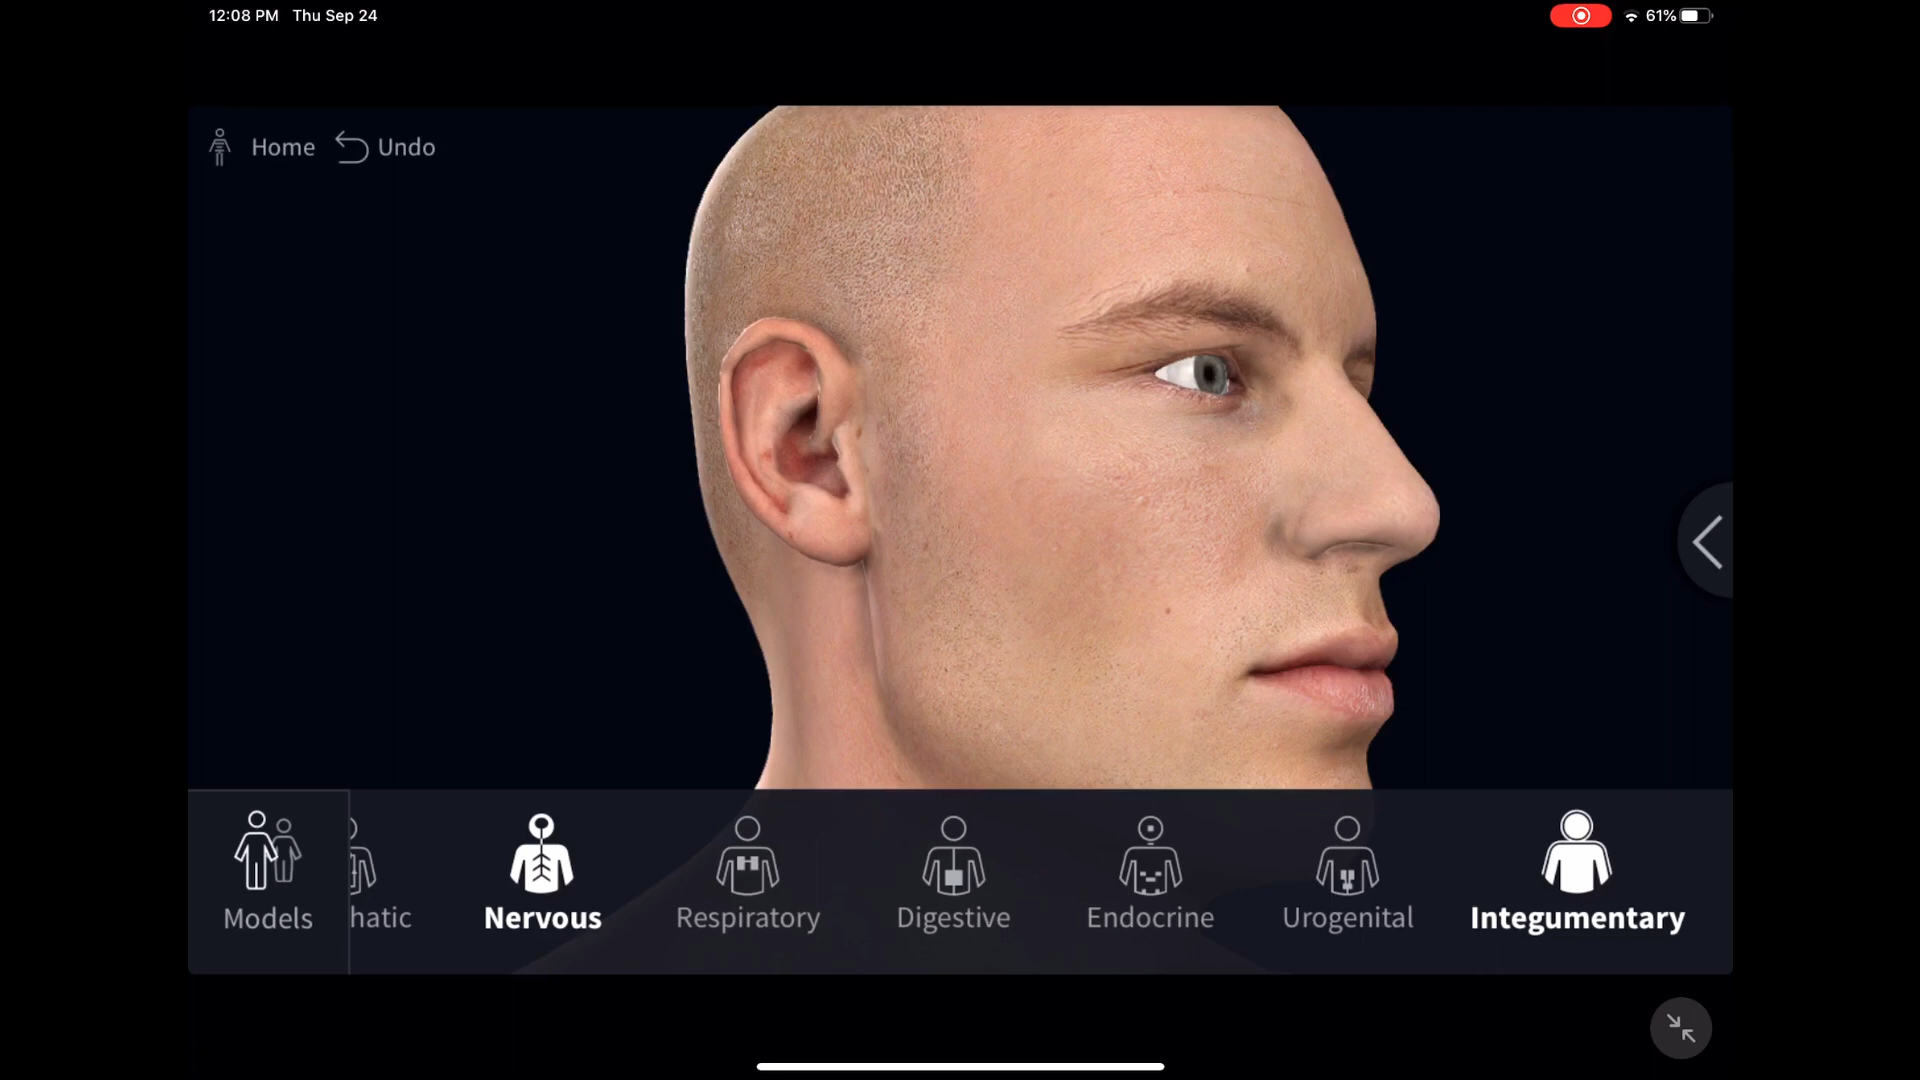 12:08 PM Thu Sep 24
61%
Home Undo
Models hatic Nervous Respiratory Digestive Endocrine Urogenital Integumentary